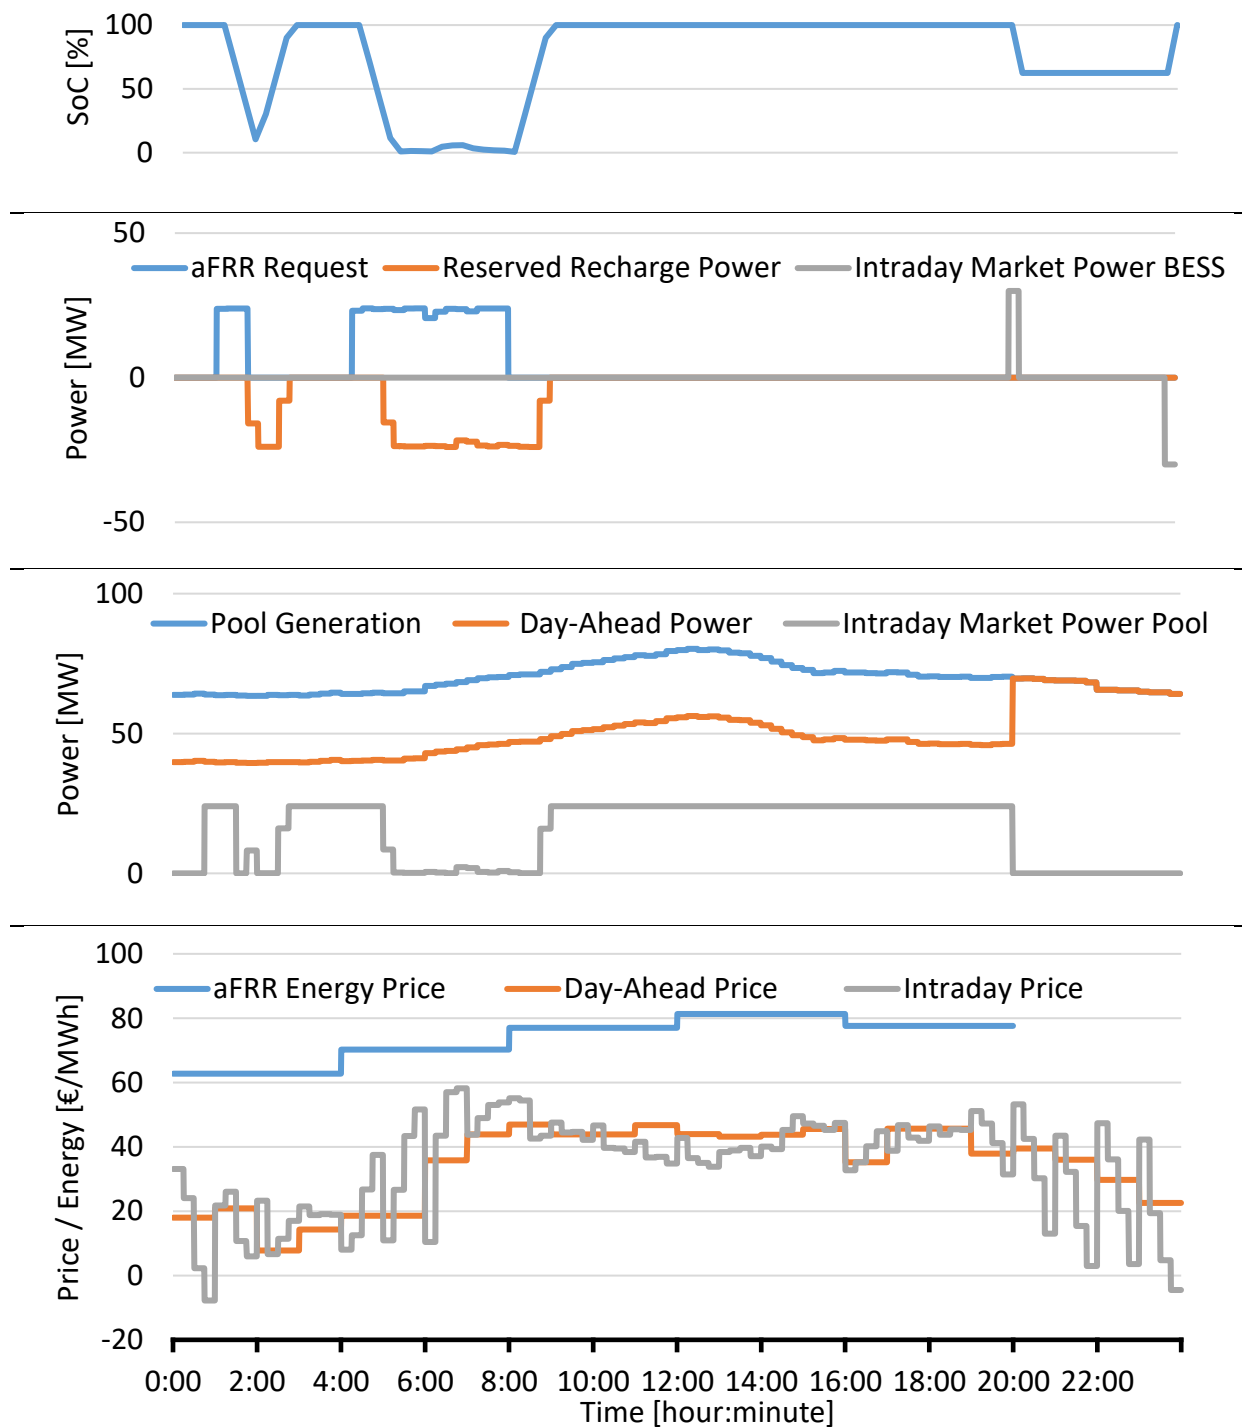 100
50
0
SoC [%]
50
aFRR Request Reserved Recharge Power Intraday Market Power BESS
0
-50
Power [MW]
100
Pool Generation Day-Ahead Power Intraday Market Power Pool
50
0
Power [MW]
100
aFRR Energy Price Day-Ahead Price Intraday Price
80
60
40
20
0
-20
Price / Energy [€/MWh]
0:00 2:00 4:00 6:00 8:00 10:00 12:00 14:00 16:00 18:00 20:00 22:00
Time [hour:minute]